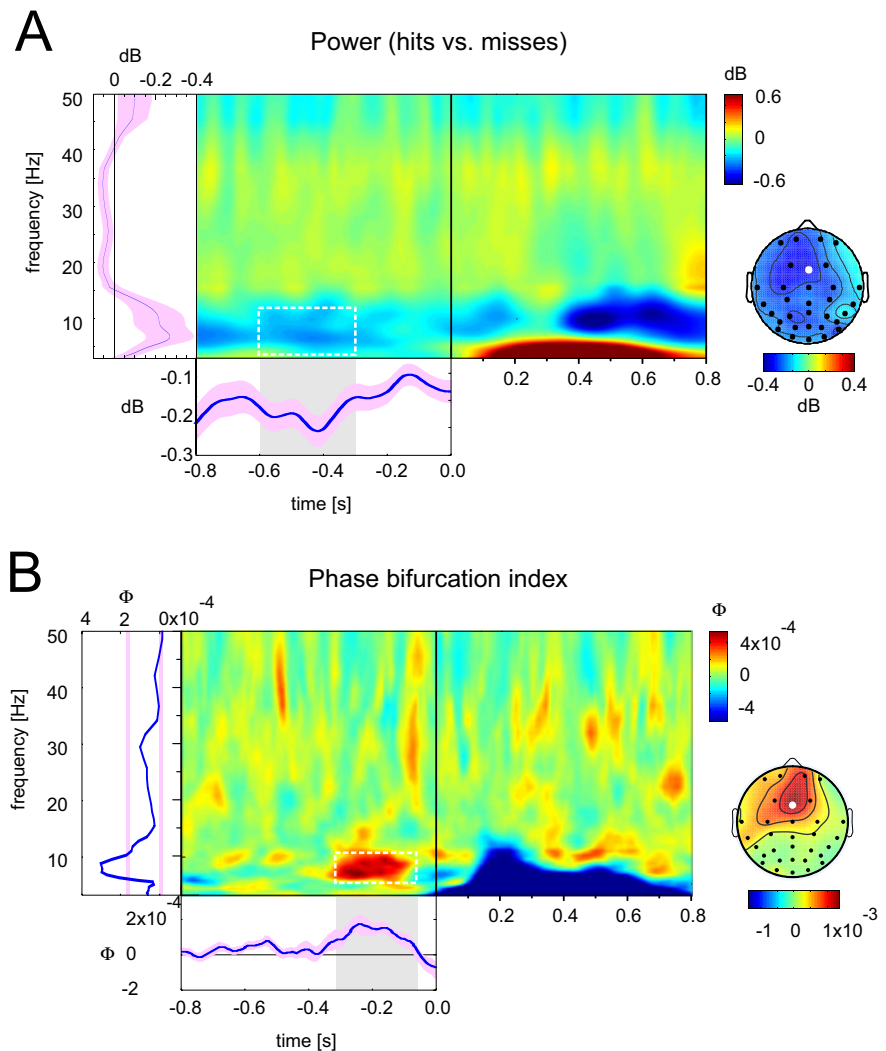 A
Power (hits vs. misses)
dB
0 -0.2 -0.4
dB
0.6
0
-0.6
frequency [Hz]
50
40
30
20
10
0.2 0.4 0.6 0.8
-0.4 0 0.4
dB
dB
-0.1
-0.2
-0.3
-0.8 -0.6 -0.4 -0.2 0.0
time [s]
B
Phase bifurcation index
Φ
4 2 0x10-4
Φ
4x10-4
0
-4
frequency [Hz]
50
40
30
20
10
0.2 0.4 0.6 0.8
-1 0 1x10-3
Φ
2x10-4
0
-2
-0.8 -0.6 -0.4 -0.2 0.0
time [s]